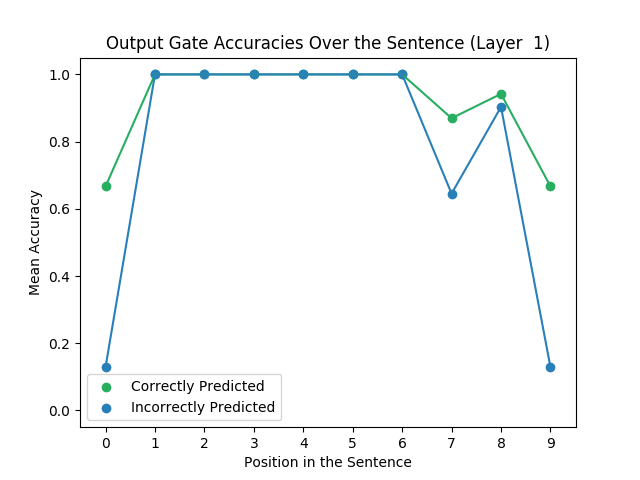 Output Gate Accuracies Over the Sentence (Layer  1)
1.0
0.8
0.6
0.4
0.2
0.0
Mean Accuracy
Correctly Predicted
Incorrectly Predicted
0 1 2 3 4 5 6 7 8 9
Position in the Sentence